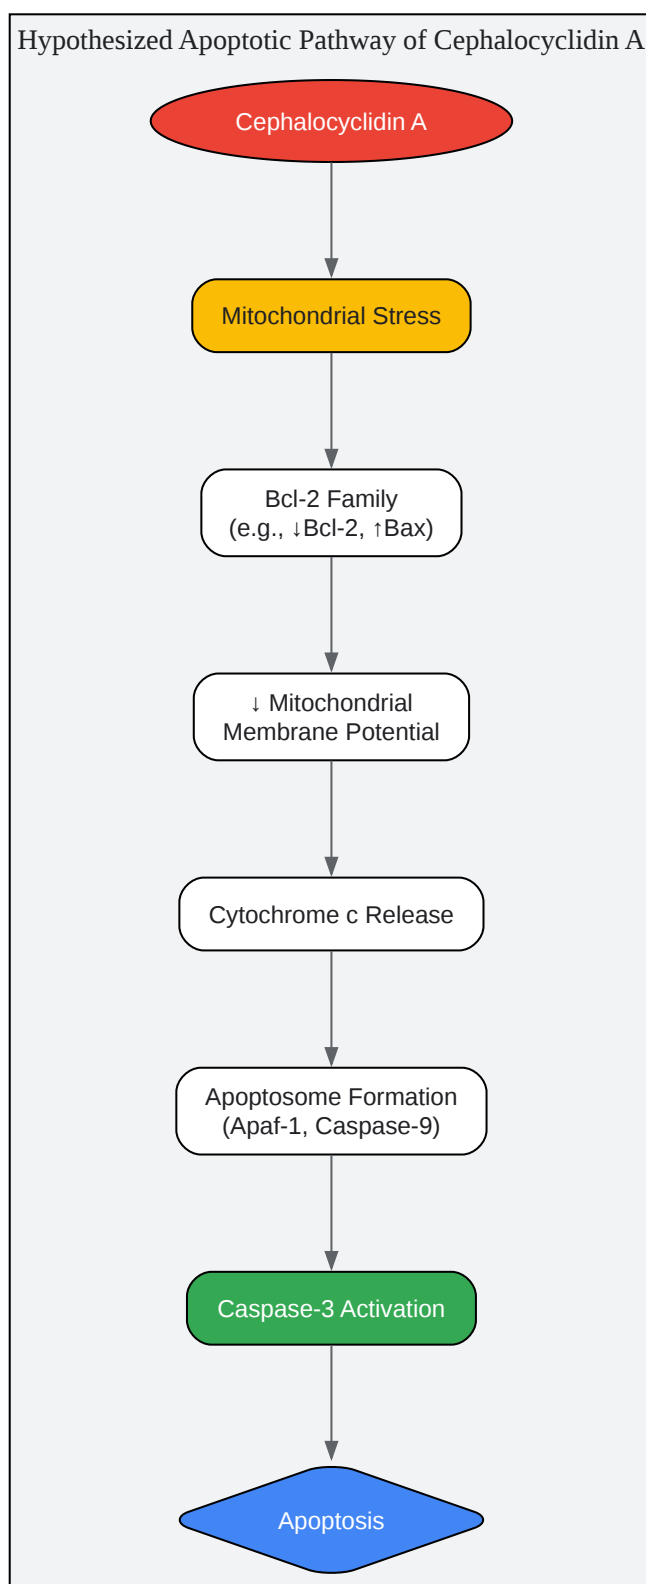 Hypothesized Apoptotic Pathway of Cephalocyclidin A
Cephalocyclidin A
Mitochondrial Stress
Bcl-2 Family
(e.g., ↓Bcl-2, ↑Bax)
↓ Mitochondrial
Membrane Potential
Cytochrome c Release
Apoptosome Formation
(Apaf-1, Caspase-9)
Caspase-3 Activation
Apoptosis